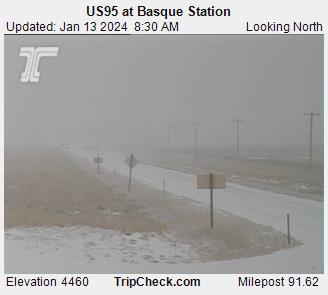 US95 at Basque Station
Updated: Jan 13 2024 8:30 AM Looking North
Elevation 4460 TripCheck.com Milepost 91.62